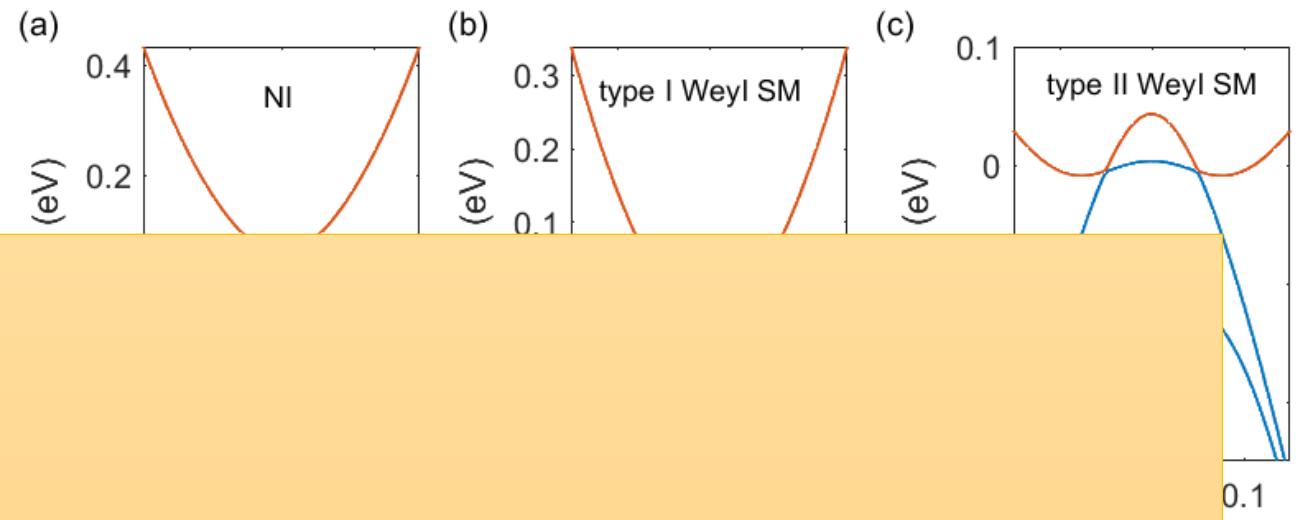 (a)
0.4
NI
0.2
(eV)
(b)
0.3
type I Weyl SM
0.2
0.1
(eV)
(c)
0.1
type II Weyl SM
0
(eV)
0.1